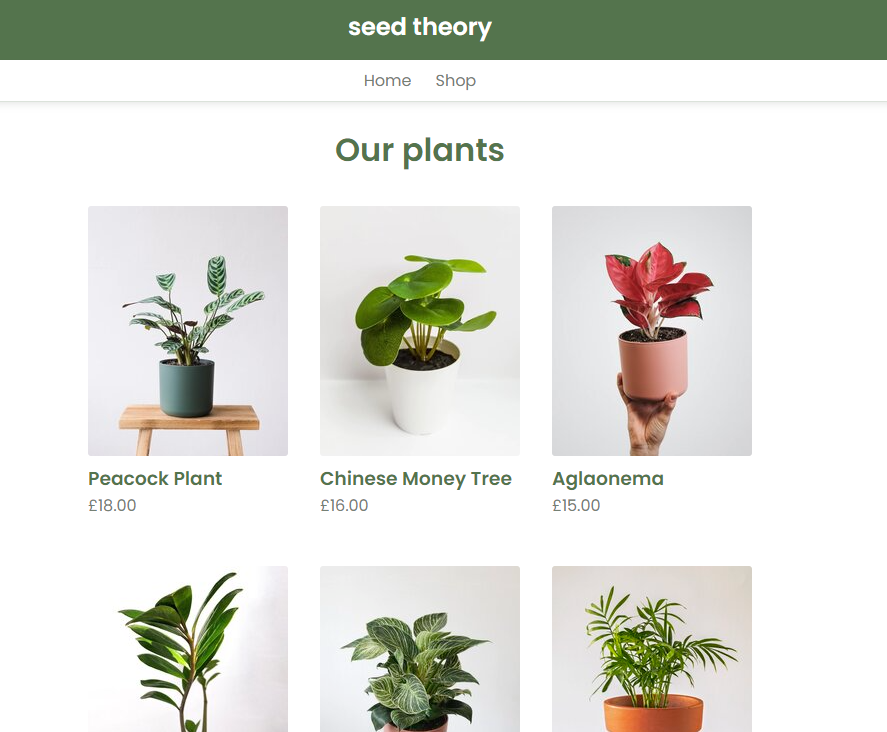 seed theory
Home Shop
Our plants
Peacock Plant
£18.00
Chinese Money Tree
£16.00
Aglaonema
£15.00